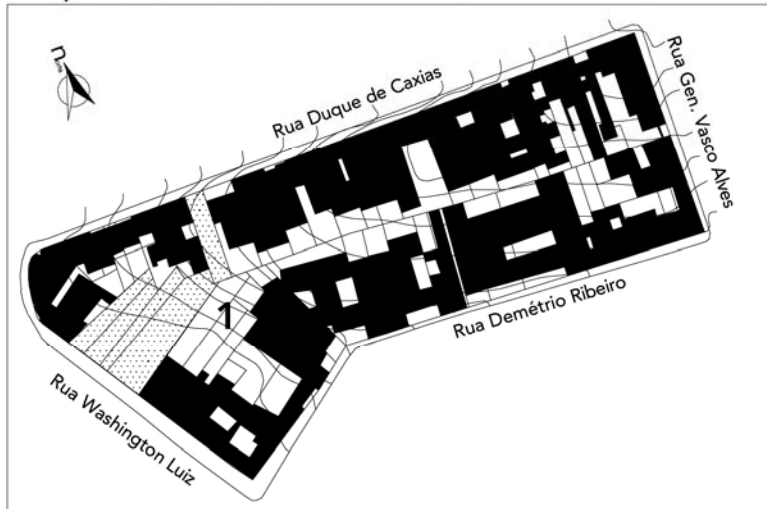 n
Rua Duque de Caxias
Rua Gen. Vasco Alves
1
Rua Demétrio Ribeiro
Rua Washington Luiz